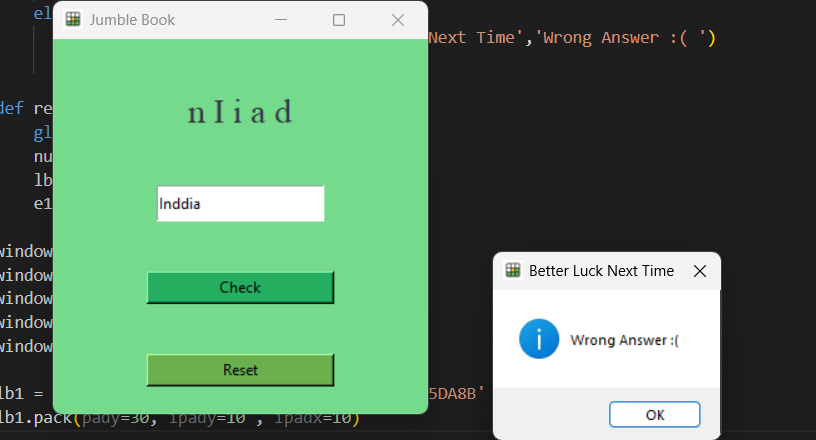 el
Jumble Book
Next Time','Wrong Answer :( ')
n I i a d
def re
gl
nu
lb
e1
Inddia
Check
Reset
window
window
window
window
window
Better Luck Next Time
Wrong Answer :(
OK
lb1 =
5DA8B'
lb1.pack(pady=30, ipady=10 , ipadx=10)